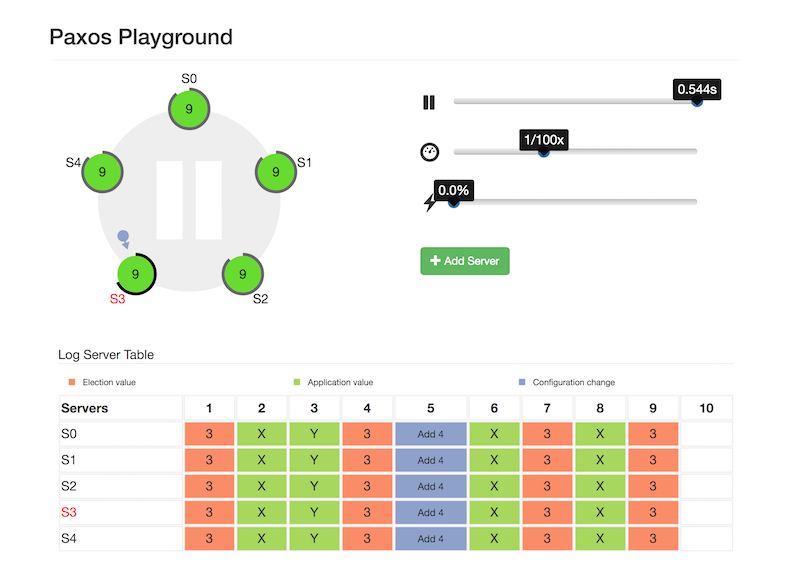 Paxos Playground
S0
9
S4
9
9
S1
9
9
S3
S2
0.544s
1/100x
0.0%
Add Server
Log Server Table
Election value Application value Configuration change
Servers 1 2 3 4 5 6 7 8 9 10
S0 3 X Y 3 Add 4 X 3 X 3
S1 3 X Y 3 Add 4 X 3 X 3
S2 3 X Y 3 Add 4 X 3 X 3
S3 3 X Y 3 Add 4 X 3 X 3
S4 3 X Y 3 Add 4 X 3 X 3